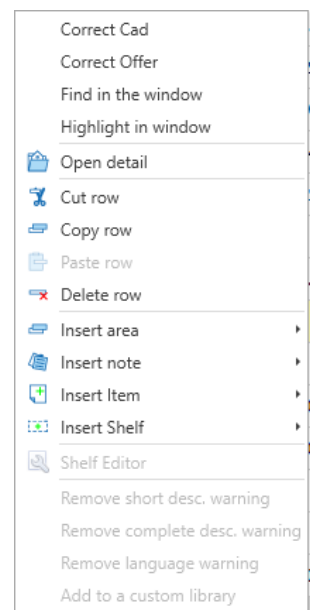 Correct Cad
Correct Offer
Find in the window
Highlight in window
Open detail
Cut row
Copy row
Paste row
Delete row
Insert area
Insert note
Insert Item
Insert Shelf
Shelf Editor
Remove short desc. warning
Remove complete desc. warning
Remove language warning
Add to a custom library